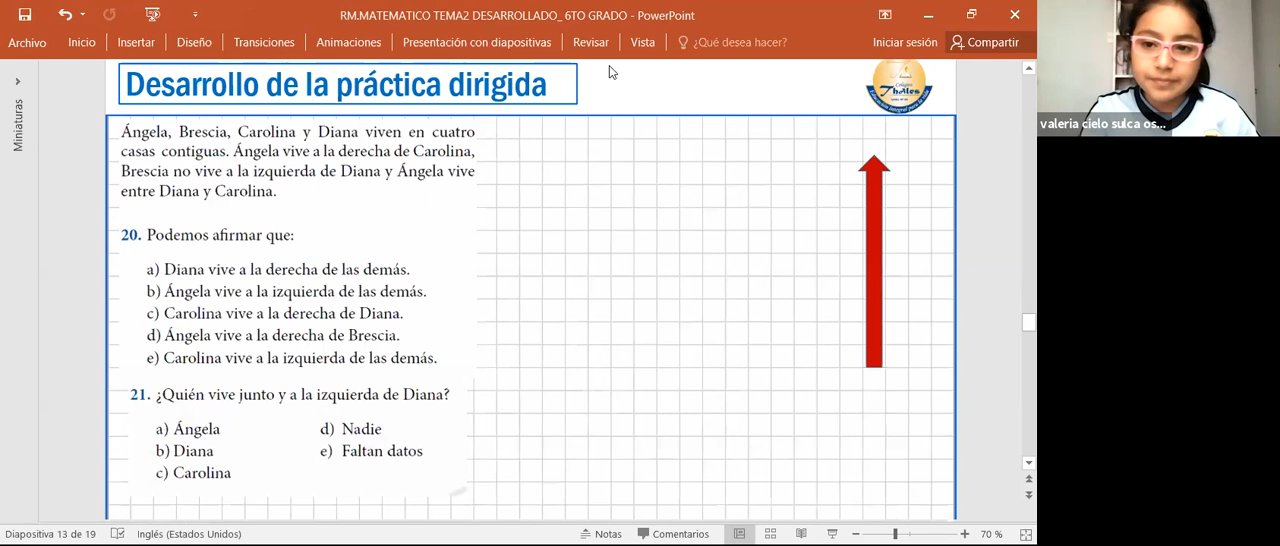 RM.MATEMATICO TEMA2 DESARROLLADO_ 6TO GRADO - PowerPoint
Archivo Inicio Insertar Diseño Transiciones Animaciones Presentación con diapositivas Revisar Vista ¿Qué desea hacer? Iniciar sesión Compartir
Miniaturas
Desarrollo de la práctica dirigida
Thales
valeria cielo sulca os...
Ángela, Brescia, Carolina y Diana viven en cuatro
casas contiguas. Ángela vive a la derecha de Carolina,
Brescia no vive a la izquierda de Diana y Ángela vive
entre Diana y Carolina.
20. Podemos afirmar que:
a) Diana vive a la derecha de las demás.
b) Ángela vive a la izquierda de las demás.
c) Carolina vive a la derecha de Diana.
d) Ángela vive a la derecha de Brescia.
e) Carolina vive a la izquierda de las demás.
21. ¿Quién vive junto y a la izquierda de Diana?
a) Ángela
b) Diana
c) Carolina
d) Nadie
e) Faltan datos
Diapositiva 13 de 19 Inglés (Estados Unidos) Notas Comentarios 70 %